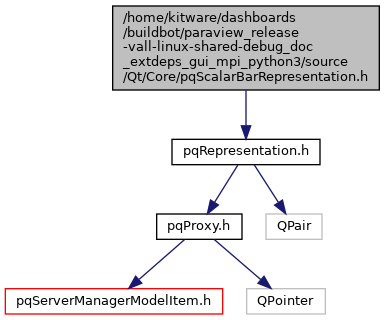 /home/kitware/dashboards
/buildbot/paraview_release
-vall-linux-shared-debug_doc
_extdeps_gui_mpi_python3/source
/Qt/Core/pqScalarBarRepresentation.h
pqRepresentation.h
pqProxy.h
QPair
pqServerManagerModelItem.h
QPointer